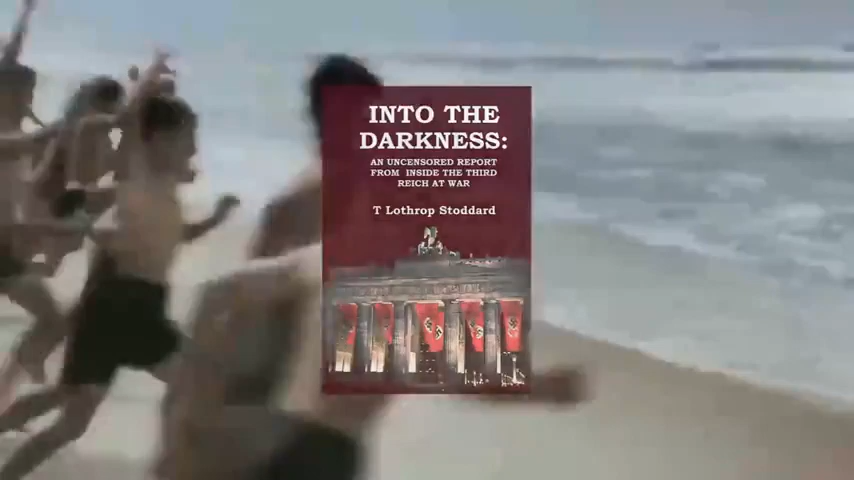 INTO THE
DARKNESS:
AN UNCENSORED REPORT
FROM INSIDE THE THIRD
REICH AT WAR
T Lothrop Stoddard